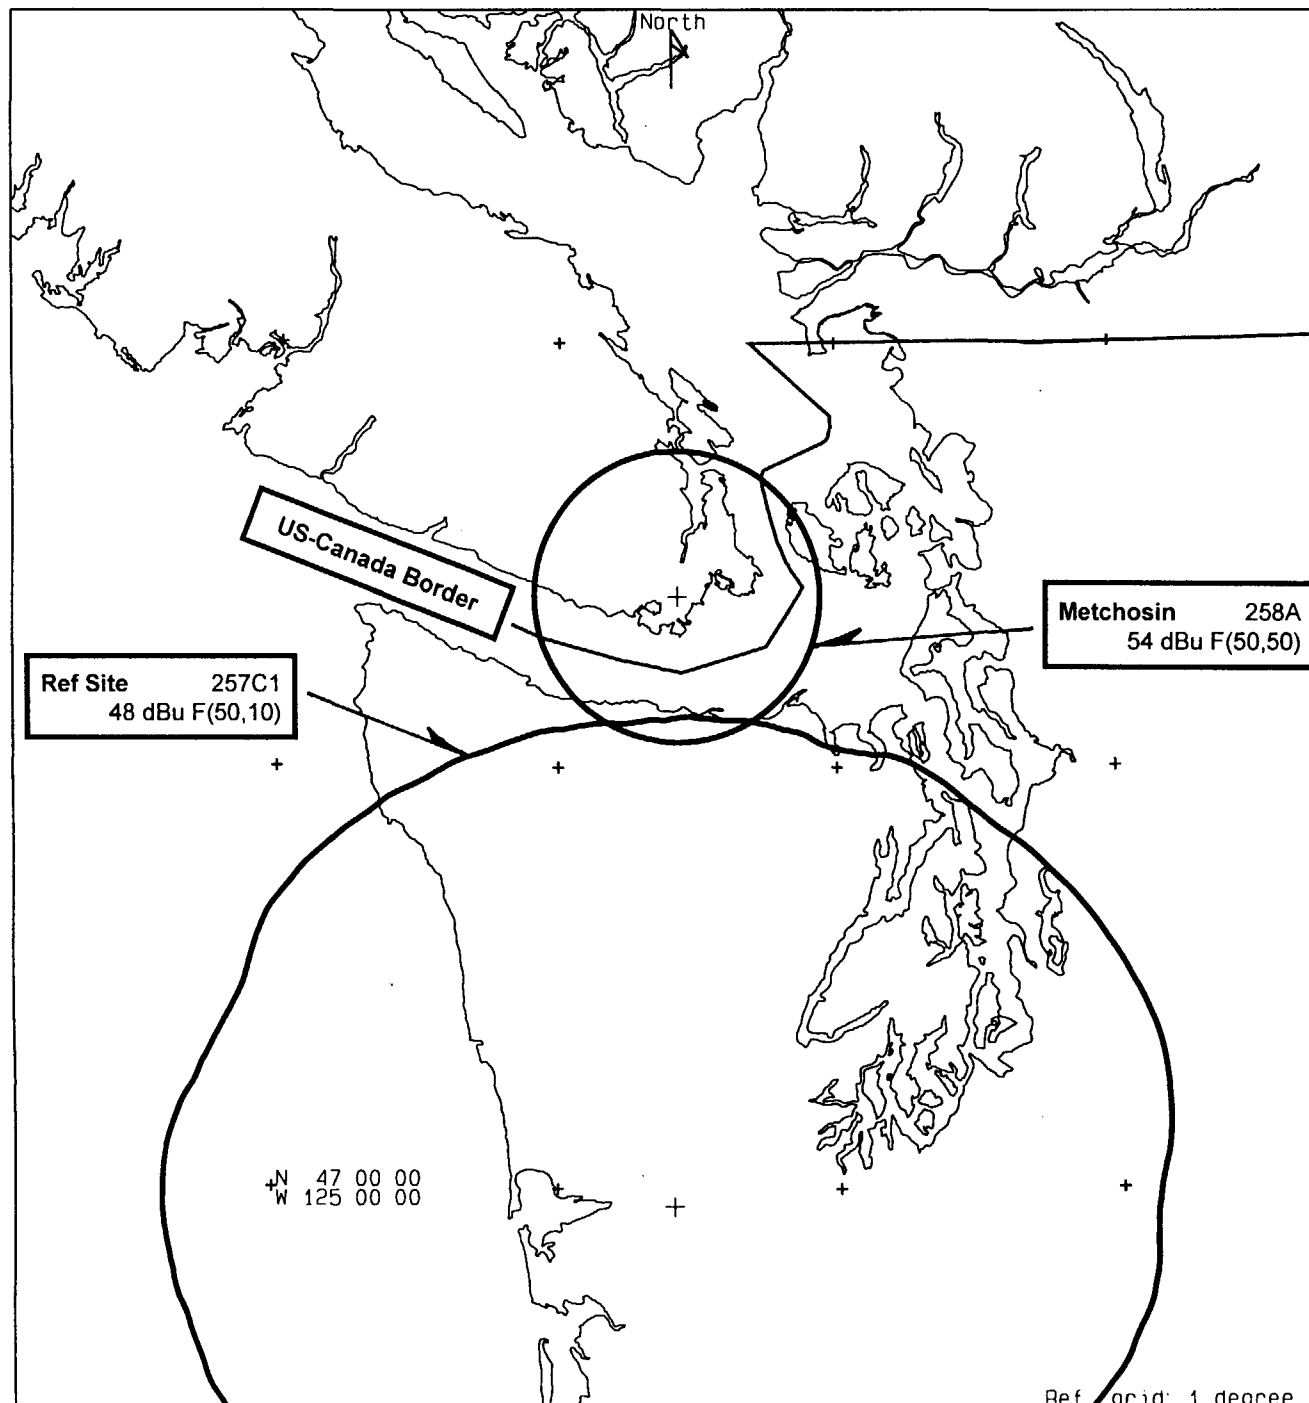 North
US-Canada Border
Metchosin 258A
54 dBu F(50,50)
Ref Site 257C1
48 dBu F(50,10)
N 47 00 00
W 125 00 00
Ref. grid: 1 degree